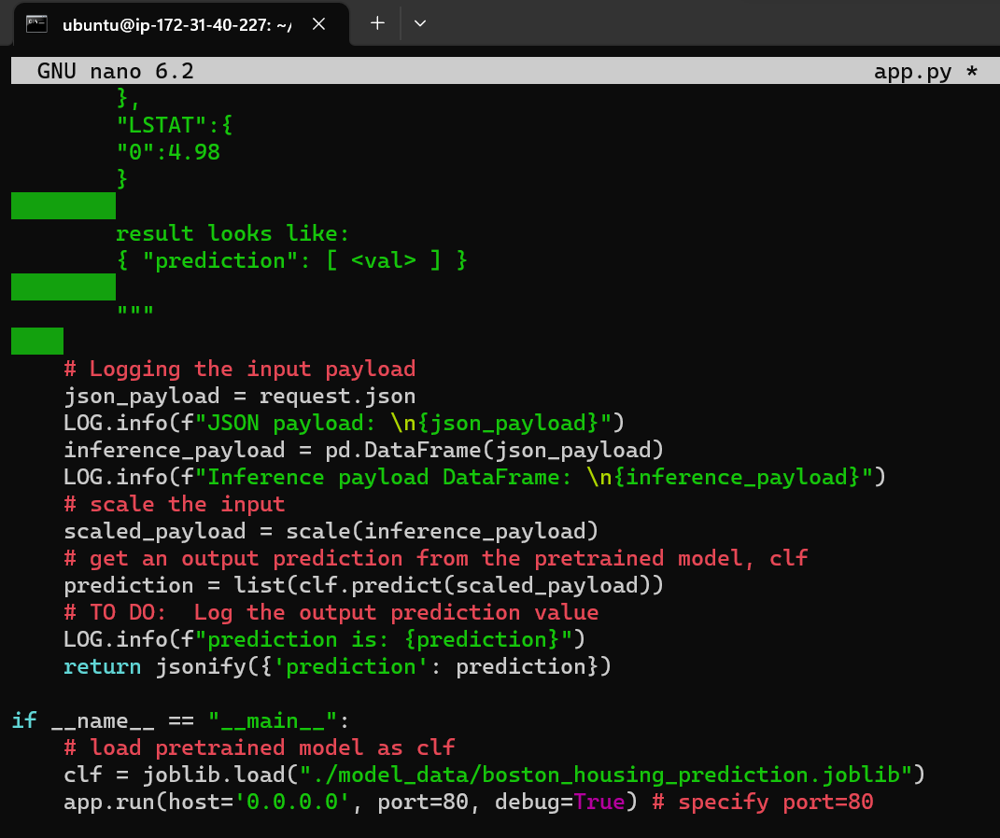 ubuntu@ip-172-31-40-227: ~/
GNU nano 6.2 app.py *
},
"LSTAT":{
"0":4.98
}
result looks like:
{ "prediction": [ <val> ] }
"""
# Logging the input payload
json_payload = request.json
LOG.info(f"JSON payload: \n{json_payload}")
inference_payload = pd.DataFrame(json_payload)
LOG.info(f"Inference payload DataFrame: \n{inference_payload}")
# scale the input
scaled_payload = scale(inference_payload)
# get an output prediction from the pretrained model, clf
prediction = list(clf.predict(scaled_payload))
# TO DO:  Log the output prediction value
LOG.info(f"prediction is: {prediction}")
return jsonify({'prediction': prediction})
if __name__ == "__main__":
# load pretrained model as clf
clf = joblib.load("./model_data/boston_housing_prediction.joblib")
app.run(host='0.0.0.0', port=80, debug=True) # specify port=80